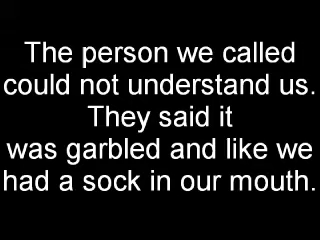 The person we called
could not understand us.
They said it
was garbled and like we
had a sock in our mouth.